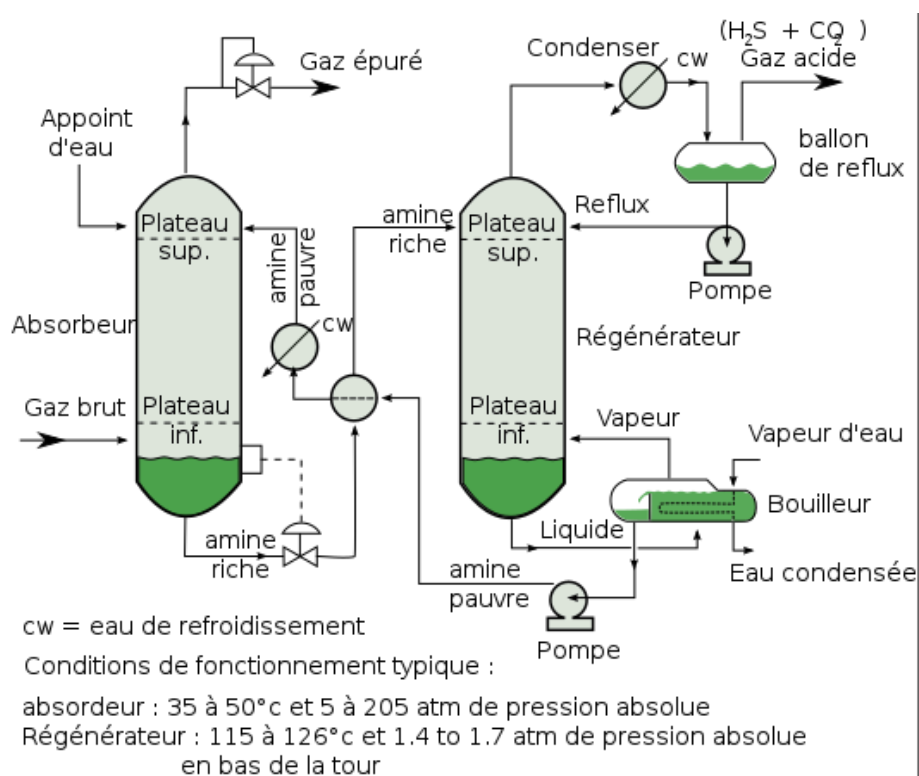 (H₂S + CO₂ )
Gaz acide
Condenser
cw
Gaz épuré
Appoint
d'eau
ballon
de reflux
Plateau
sup.
amine
pauvre
amine
riche
Plateau
sup.
Reflux
Pompe
Absorbeur
cw
Régénérateur
Gaz brut
Plateau
inf.
Plateau
inf.
Vapeur
Vapeur d'eau
Bouilleur
Liquide
amine
riche
amine
pauvre
Eau condensée
Pompe
cw = eau de refroidissement
Conditions de fonctionnement typique :
absordeur : 35 à 50°c et 5 à 205 atm de pression absolue
Régénérateur : 115 à 126°c et 1.4 to 1.7 atm de pression absolue
en bas de la tour